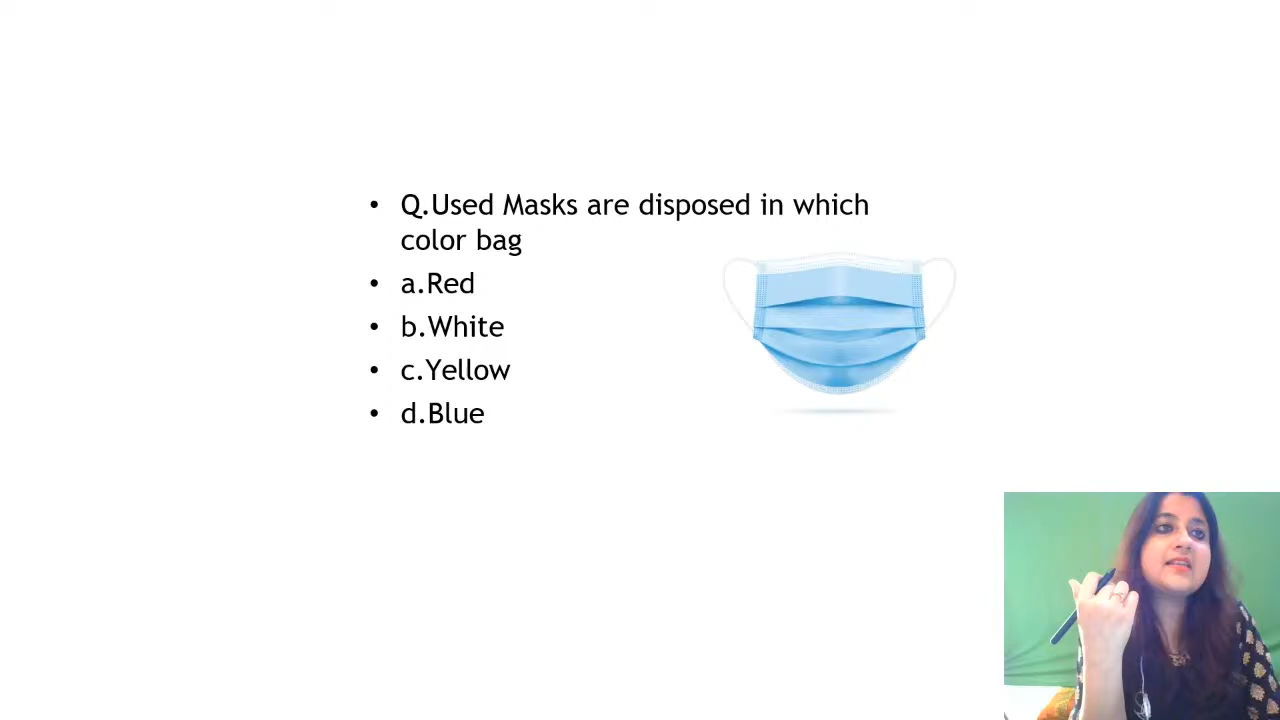 • Q.Used Masks are disposed in which
color bag
• a.Red
• b.White
• c.Yellow
• d.Blue